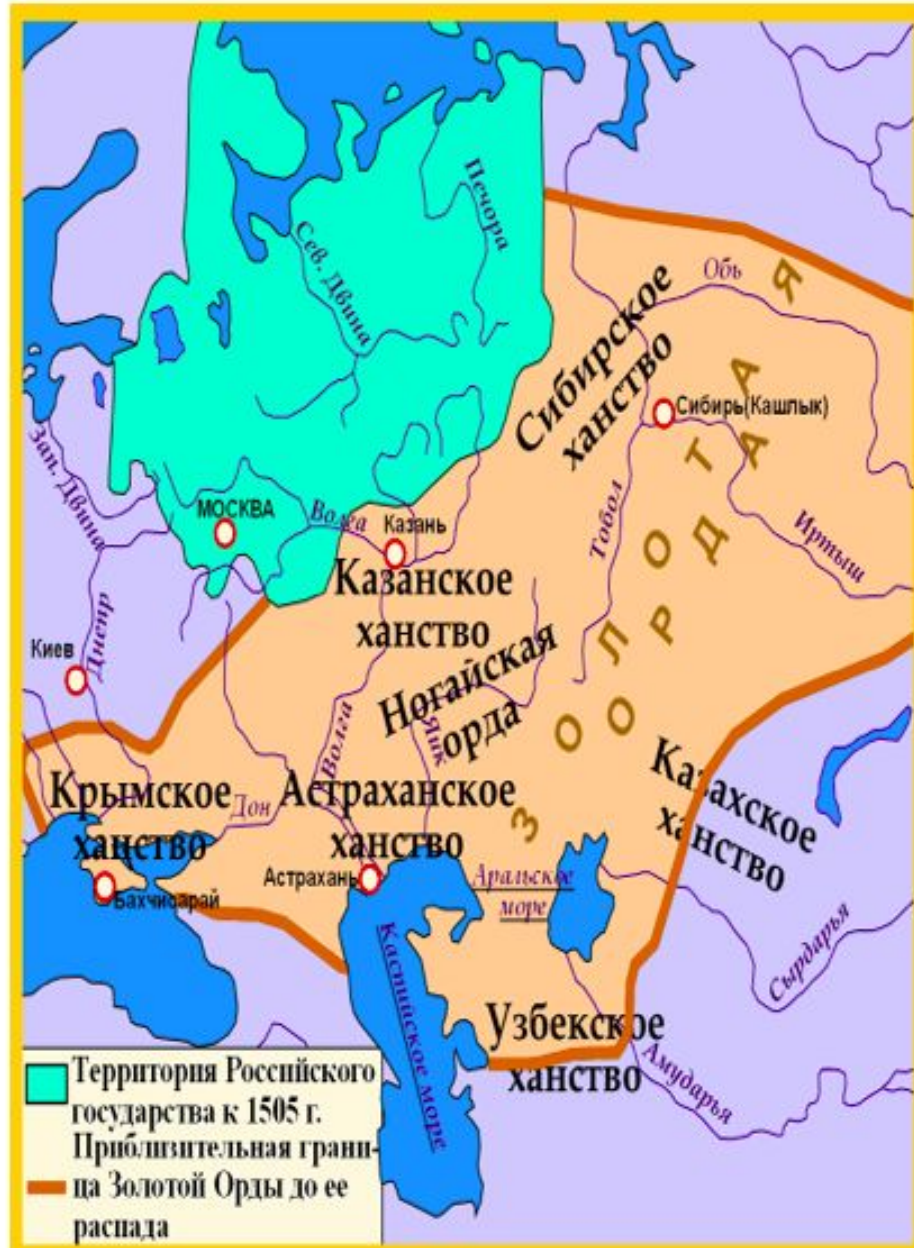 Печора
Сев. Двина
Обь
Сибирское
ханство
Сибирь(Кашлык)
Зап. Двина
МОСКВА
Волга
Казань
Тобол
Иртыш
Казанское
ханство
ЗОЛОТАЯ
ОРДА
Киев
Днепр
Ногайская
орда
Волга
Яик
Крымское
ханство
Дон
Астраханское
ханство
Казахское
ханство
Астрахань
Бахчисарай
Аральское
море
Каспийское море
Сырдарья
Узбекское
ханство
Амударья
Территория Российского
государства к 1505 г.
Приблизительная грани-
ца Золотой Орды до ее
распада